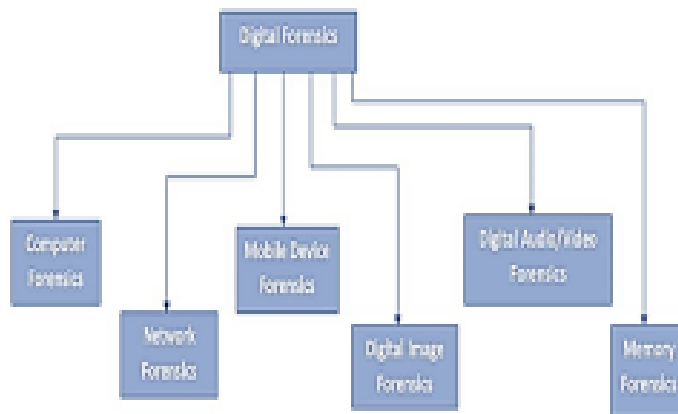 Digital Forensics
Computer
Forensics
Network
Forensics
Mobile Device
Forensics
Digital Image
Forensics
Digital Audio/Video
Forensics
Memory
Forensics